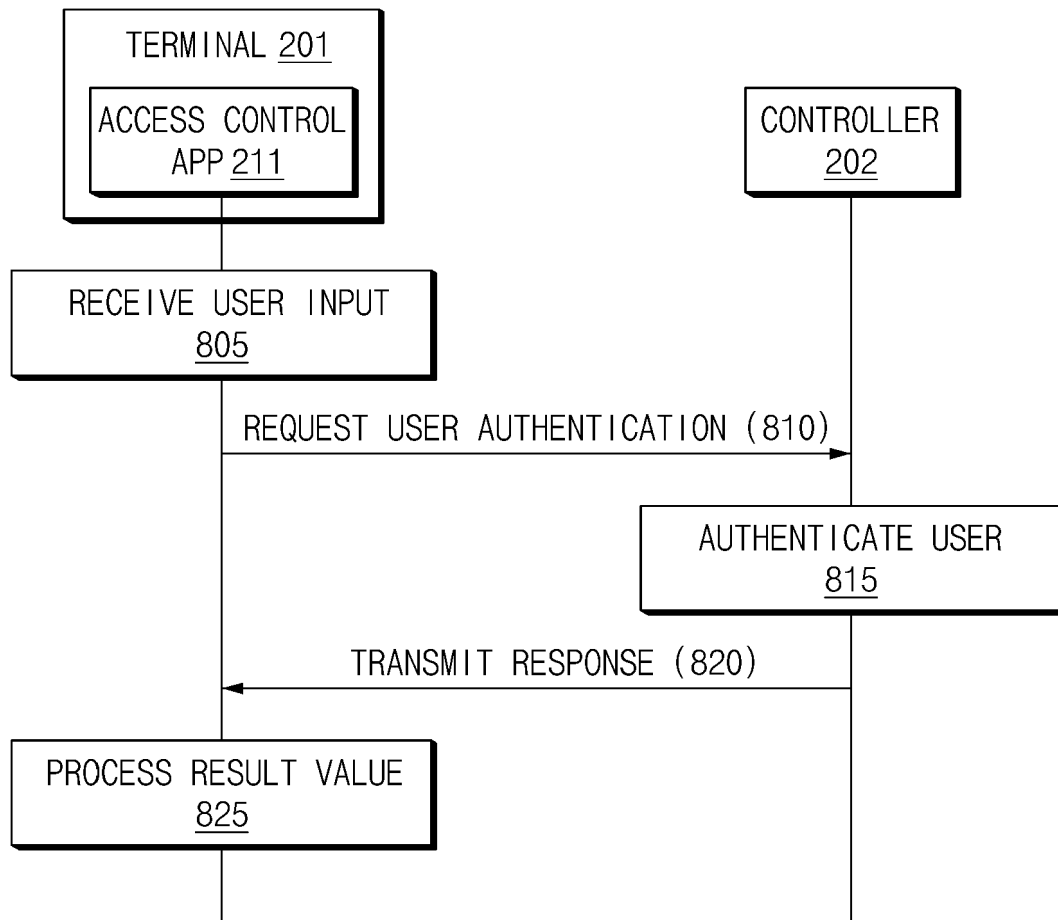 TERMINAL 201
ACCESS CONTROL
APP 211
CONTROLLER
202
RECEIVE USER INPUT
805
REQUEST USER AUTHENTICATION (810)
AUTHENTICATE USER
815
TRANSMIT RESPONSE (820)
PROCESS RESULT VALUE
825